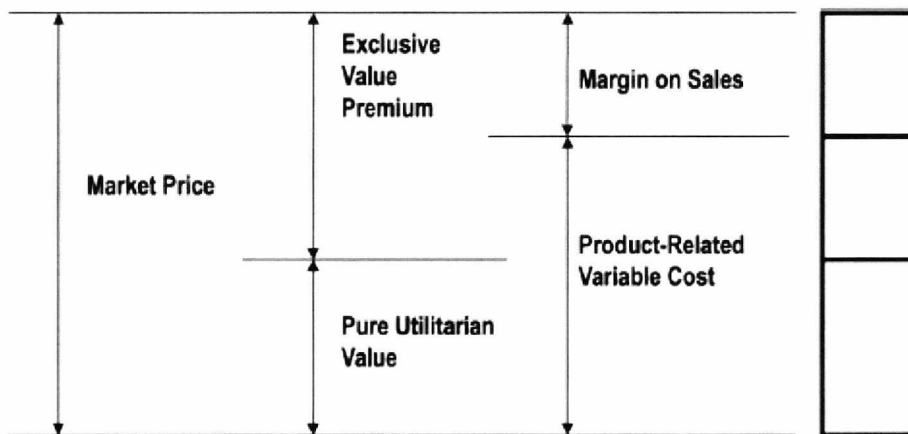 Exclusive
Value
Premium
Margin on Sales
Market Price
Product-Related
Variable Cost
Pure Utilitarian
Value